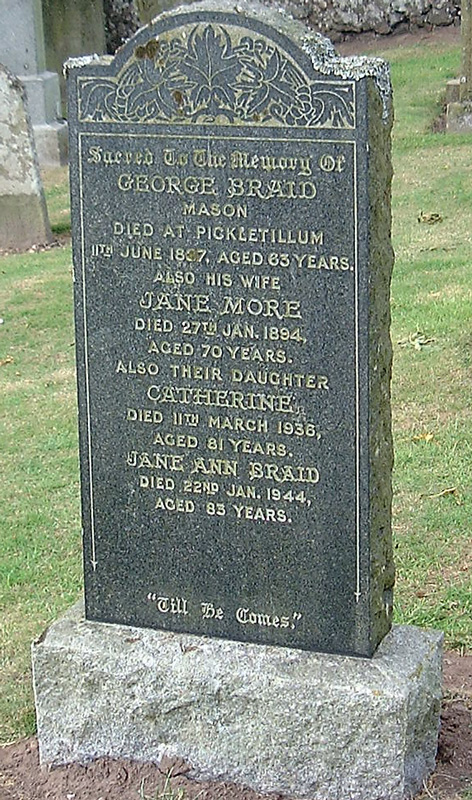 Sacred To The Memory Of
GEORGE BRAID
MASON
DIED AT PICKLETILLUM
11TH JUNE 1887, AGED 63 YEARS.
ALSO HIS WIFE
JANE MORE
DIED 27TH JAN. 1894,
AGED 70 YEARS.
ALSO THEIR DAUGHTER
CATHERINE,
DIED 11TH MARCH 1936,
AGED 81 YEARS.
JANE ANN BRAID
DIED 22ND JAN. 1944,
AGED 83 YEARS.
"Till He Comes."